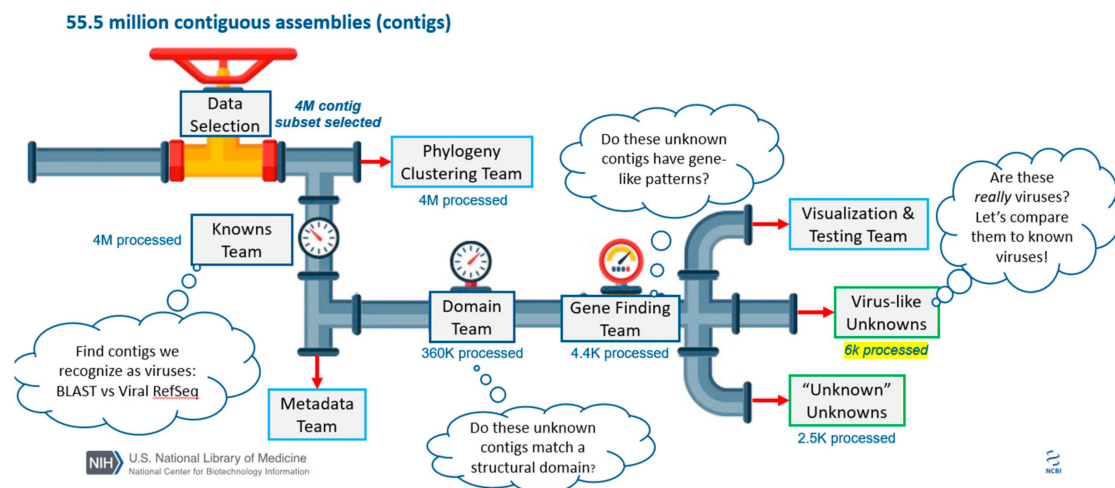 55.5 million contiguous assemblies (contigs)
Data
Selection
4M contig
subset selected
Phylogeny
Clustering Team
4M processed
Do these unknown
contigs have gene-
like patterns?
Are these
really viruses?
Let's compare
them to known
viruses!
Visualization &
Testing Team
4M processed
Knowns
Team
Domain
Team
360K processed
Gene Finding
Team
4.4K processed
Virus-like
Unknowns
6k processed
Find contigs we
recognize as viruses:
BLAST vs Viral RefSeq
Metadata
Team
Do these unknown
contigs match a
structural domain?
"Unknown"
Unknowns
2.5K processed
NIH
U.S. National Library of Medicine
National Center for Biotechnology Information
NCBI